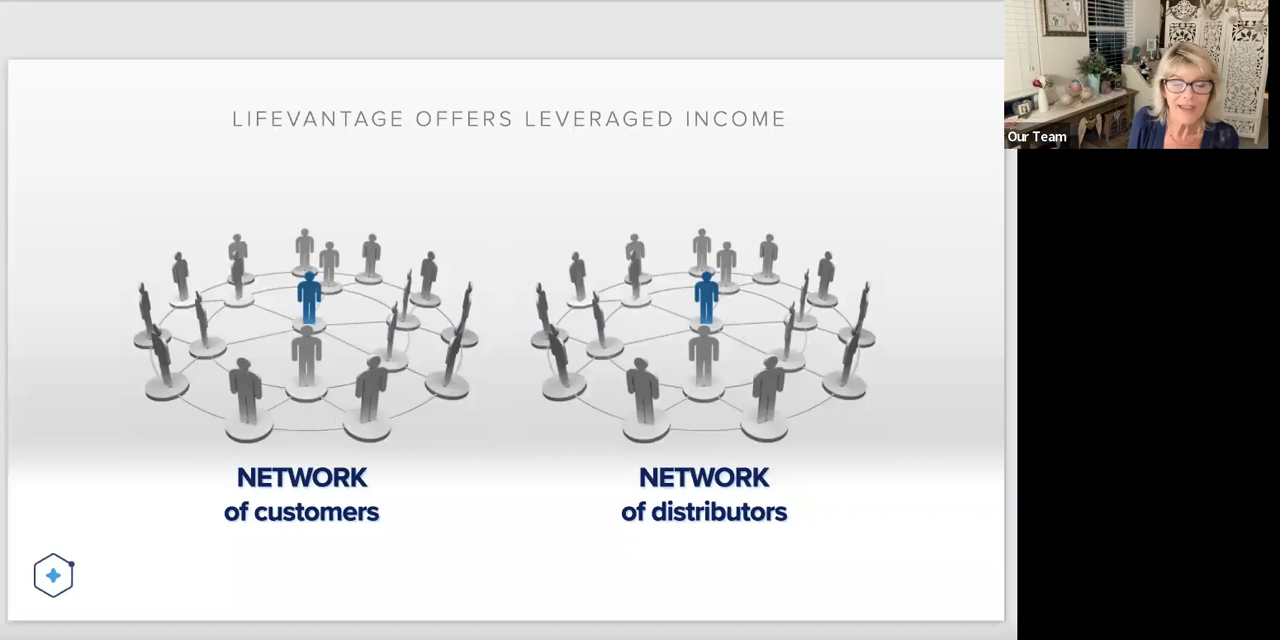 LIFEVANTAGE OFFERS LEVERAGED INCOME
NETWORK
of customers
NETWORK
of distributors
Our Team